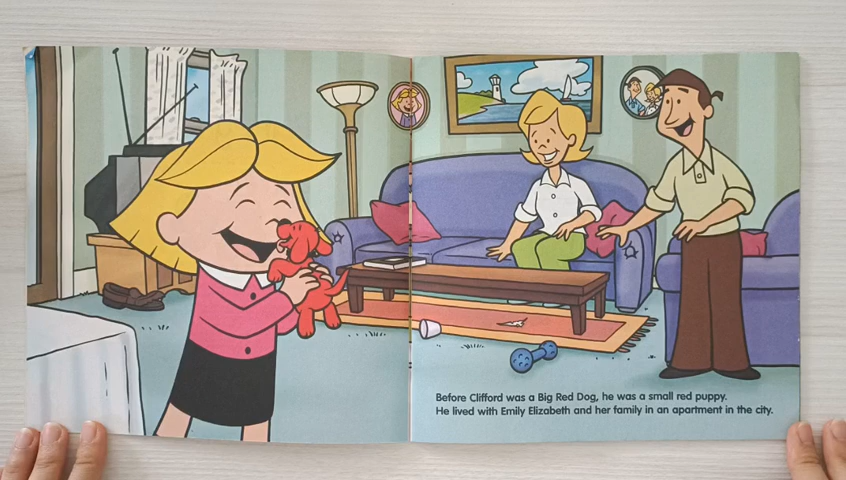 Before Clifford was a Big Red Dog, he was a small red puppy.
He lived with Emily Elizabeth and her family in an apartment in the city.